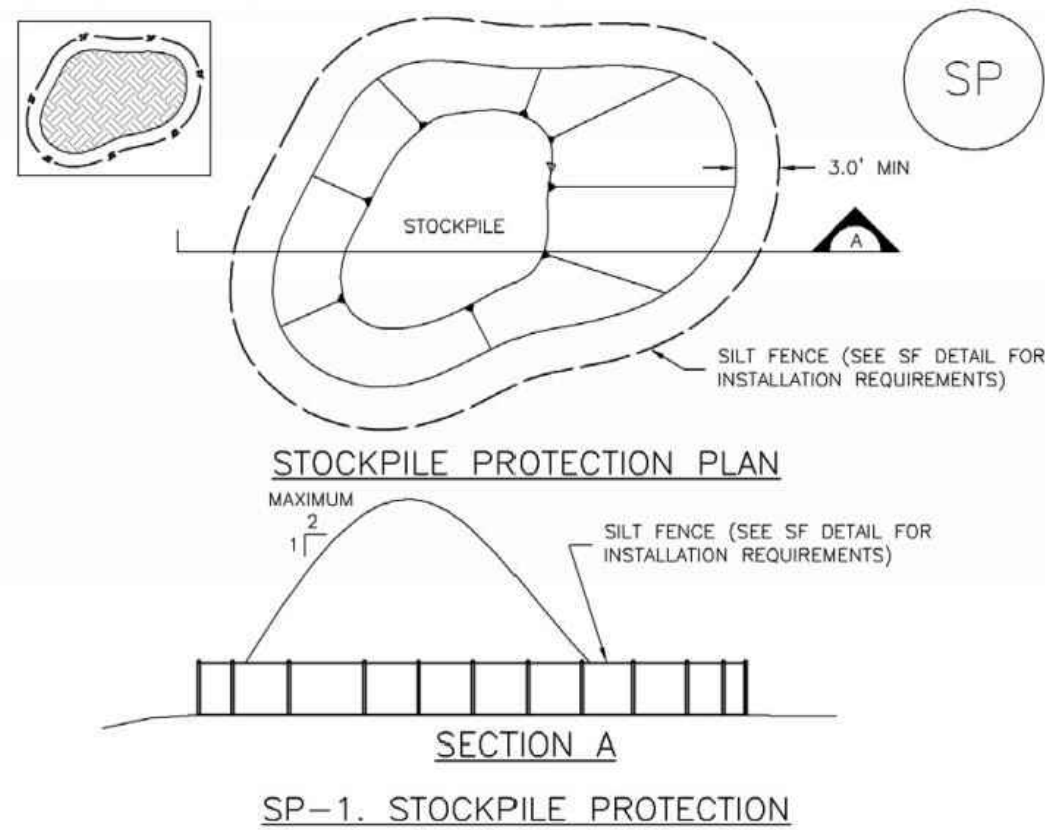 SP
3.0' MIN
STOCKPILE
A
SILT FENCE (SEE SF DETAIL FOR
INSTALLATION REQUIREMENTS)
STOCKPILE PROTECTION PLAN
MAXIMUM
2
1
SILT FENCE (SEE SF DETAIL FOR
INSTALLATION REQUIREMENTS)
SECTION A
SP-1. STOCKPILE PROTECTION